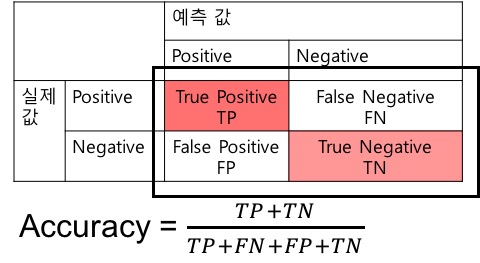 예측 값
Positive Negative
실제 값 Positive True Positive TP False Negative FN
Negative False Positive FP True Negative TN
Accuracy = TP+TN / TP+FN+FP+TN